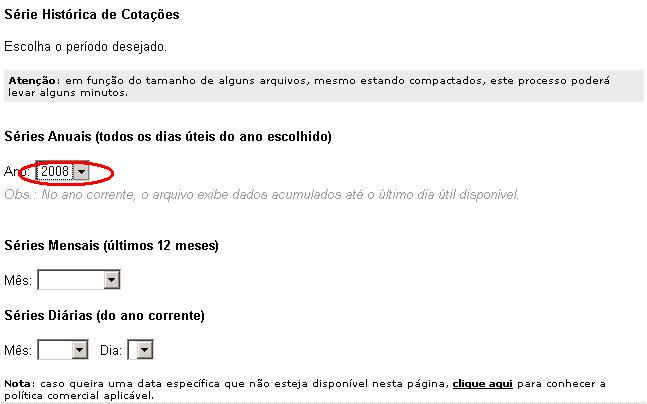 Série Histórica de Cotações
Escolha o período desejado.
Atenção: em função do tamanho de alguns arquivos, mesmo estando compactados, este processo poderá
levar alguns minutos.
Séries Anuais (todos os dias úteis do ano escolhido)
Ano: 2008
Obs.: No ano corrente, o arquivo exibe dados acumulados até o último dia útil disponível.
Séries Mensais (últimos 12 meses)
Mês:
Séries Diárias (do ano corrente)
Mês: Dia:
Nota: caso queira uma data específica que não esteja disponível nesta página, clique aqui para conhecer a
política comercial aplicável.